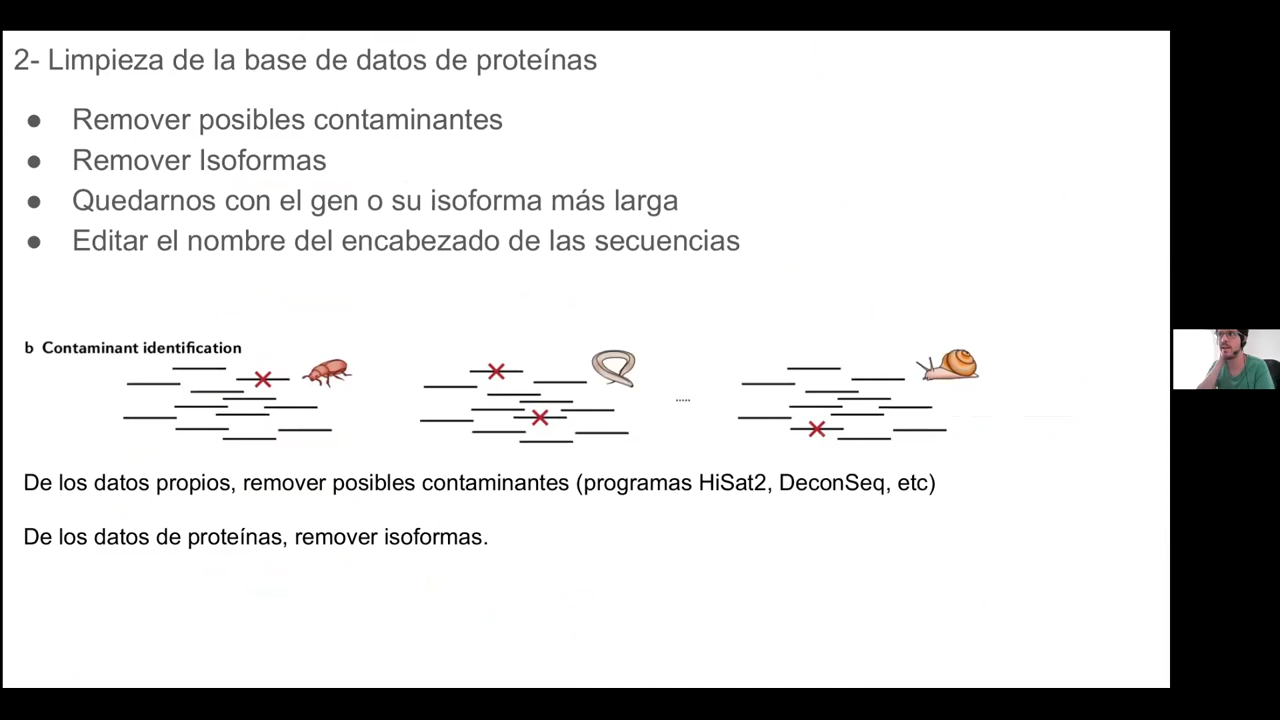 2- Limpieza de la base de datos de proteínas
● Remover posibles contaminantes
● Remover Isoformas
● Quedarnos con el gen o su isoforma más larga
● Editar el nombre del encabezado de las secuencias
b Contaminant identification
.....
De los datos propios, remover posibles contaminantes (programas HiSat2, DeconSeq, etc)
De los datos de proteínas, remover isoformas.